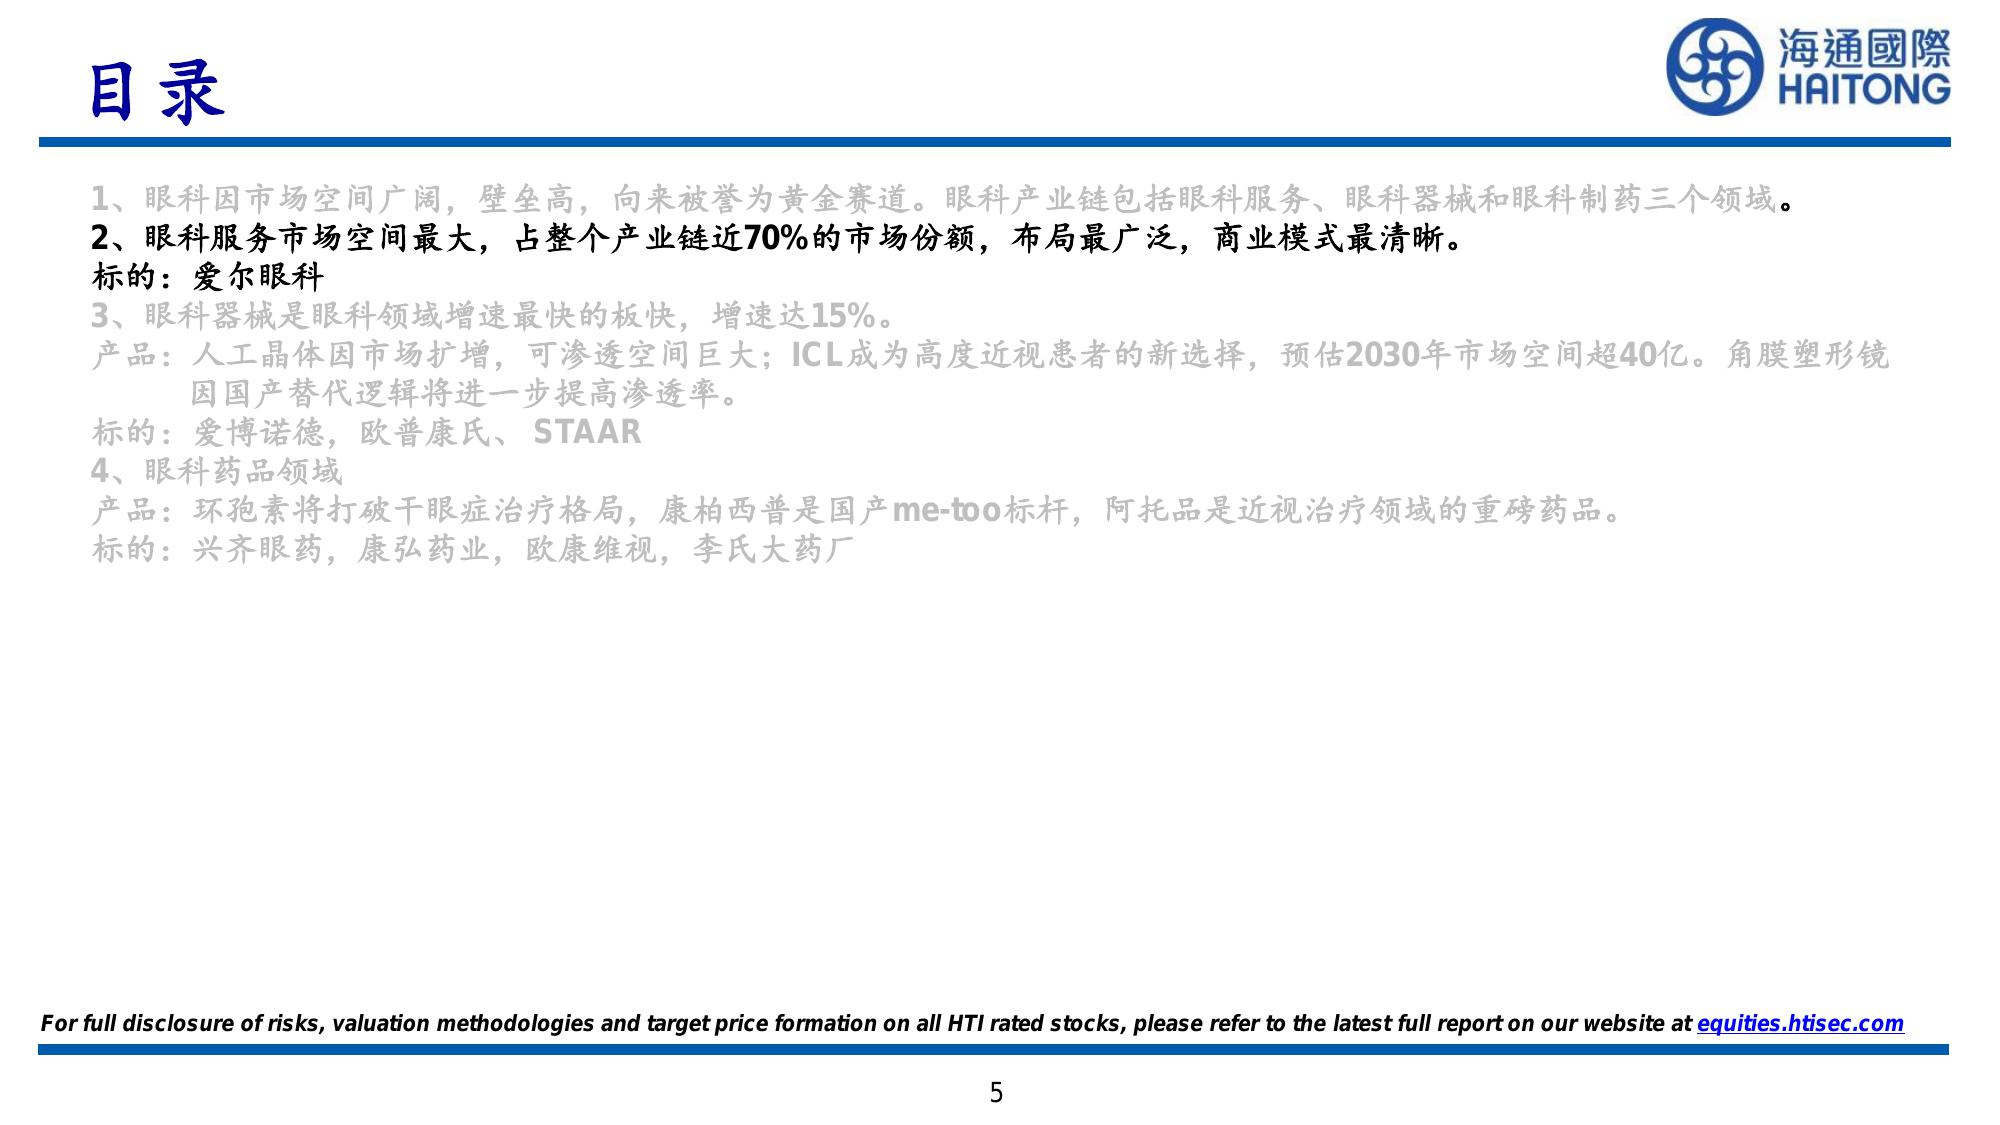 目录
海通國際
HAITONG
1、眼科因市场空间广阔，壁垒高，向来被誉为黄金赛道。眼科产业链包括眼科服务、眼科器械和眼科制药三个领域。
2、眼科服务市场空间最大，占整个产业链近70%的市场份额，布局最广泛，商业模式最清晰。
标的：爱尔眼科
3、眼科器械是眼科领域增速最快的板快，增速达15%。
产品：人工晶体因市场扩增，可渗透空间巨大；ICL成为高度近视患者的新选择，预估2030年市场空间超40亿。角膜塑形镜
因国产替代逻辑将进一步提高渗透率。
标的：爱博诺德，欧普康氏、 STAAR
4、眼科药品领域
产品：环孢素将打破干眼症治疗格局，康柏西普是国产me-too标杆，阿托品是近视治疗领域的重磅药品。
标的：兴齐眼药，康弘药业，欧康维视，李氏大药厂
For full disclosure of risks, valuation methodologies and target price formation on all HTI rated stocks, please refer to the latest full report on our website at equities.htisec.com
5